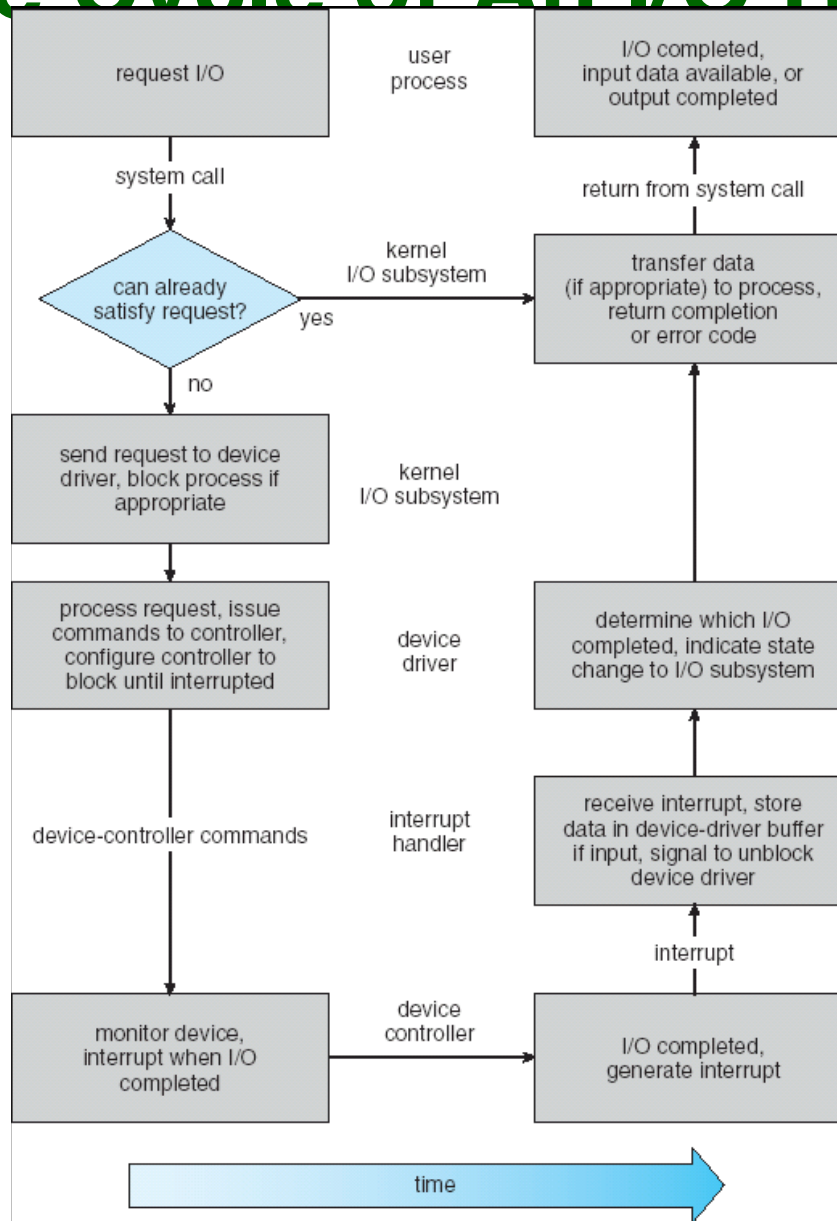 request I/O
user
process
I/O completed,
input data available, or
output completed
system call
return from system call
can already
satisfy request?
kernel
I/O subsystem
yes
transfer data
(if appropriate) to process,
return completion
or error code
no
send request to device
driver, block process if
appropriate
kernel
I/O subsystem
process request, issue
commands to controller,
configure controller to
block until interrupted
device
driver
determine which I/O
completed, indicate state
change to I/O subsystem
device-controller commands
interrupt
handler
receive interrupt, store
data in device-driver buffer
if input, signal to unblock
device driver
interrupt
monitor device,
interrupt when I/O
completed
device
controller
I/O completed,
generate interrupt
time